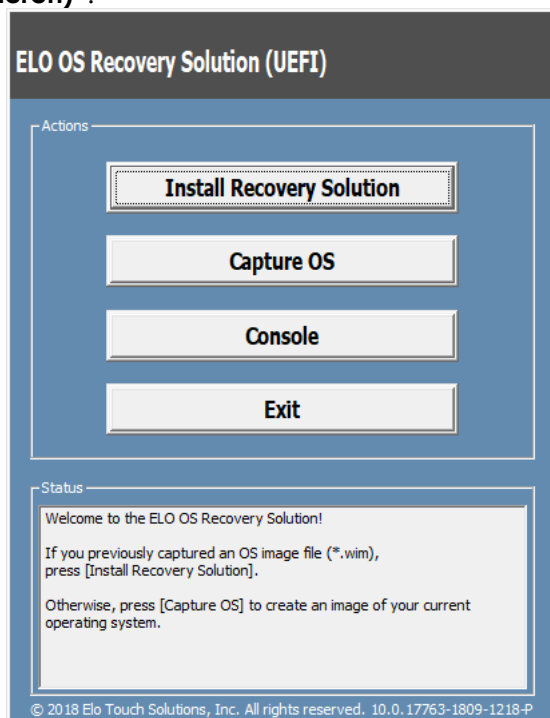 ELO OS Recovery Solution (UEFI)
Actions
Install Recovery Solution
Capture OS
Console
Exit
Status
Welcome to the ELO OS Recovery Solution!
If you previously captured an OS image file (*.wim),
press [Install Recovery Solution].
Otherwise, press [Capture OS] to create an image of your current
operating system.
© 2018 Elo Touch Solutions, Inc. All rights reserved. 10.0.17763-1809-1218-P